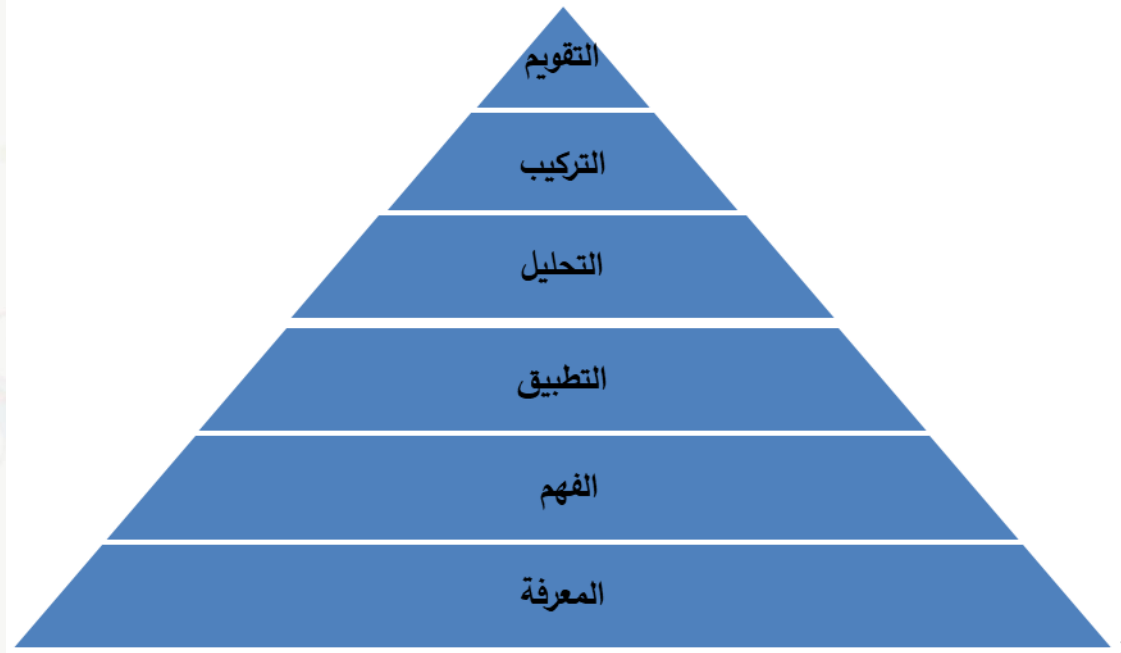 التقويم
التركيب
التحليل
التطبيق
الفهم
المعرفة